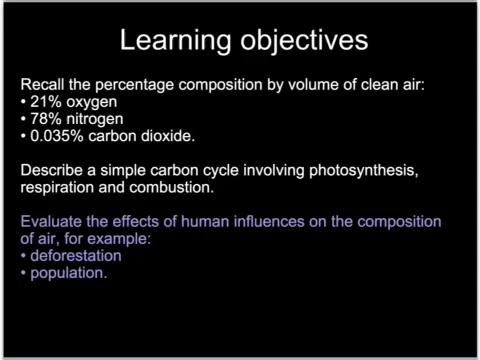 Learning objectives
Recall the percentage composition by volume of clean air:
• 21% oxygen
• 78% nitrogen
• 0.035% carbon dioxide.
Describe a simple carbon cycle involving photosynthesis,
respiration and combustion.
Evaluate the effects of human influences on the composition
of air, for example:
• deforestation
• population.